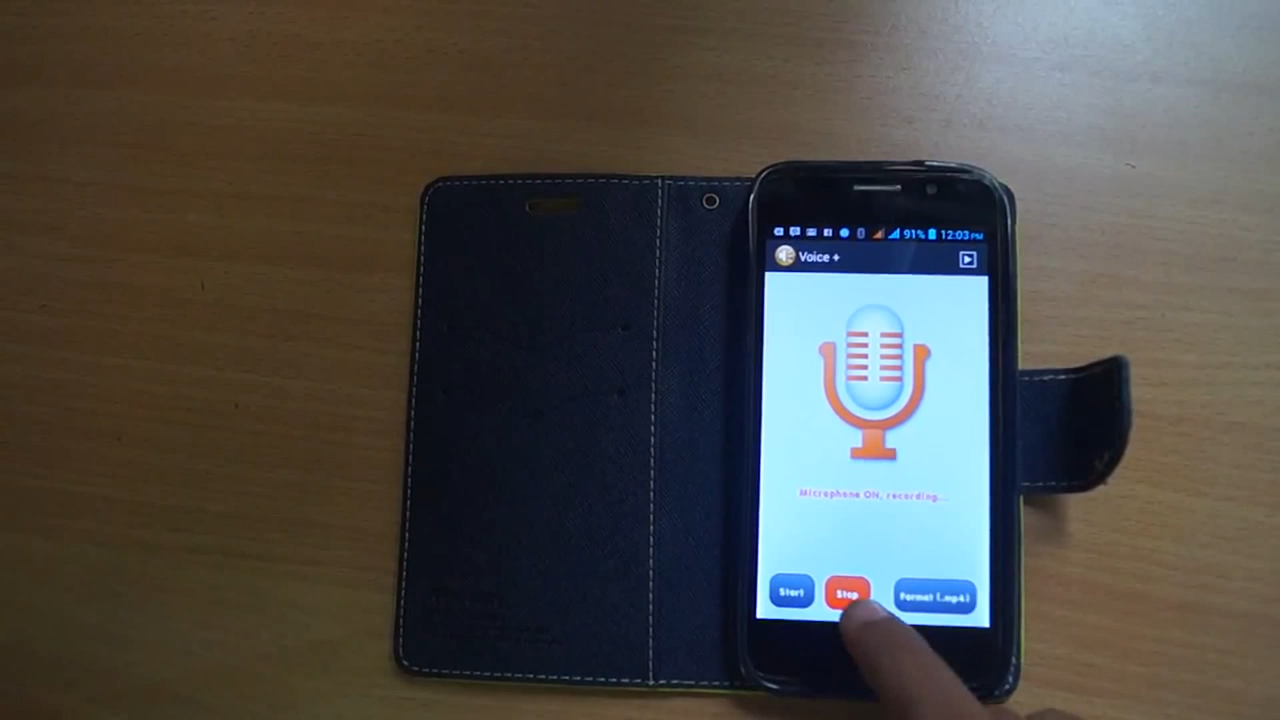 91% 12:03 PM
Voice +
Microphone ON, recording...
Start
Stop
Format (.mp4)